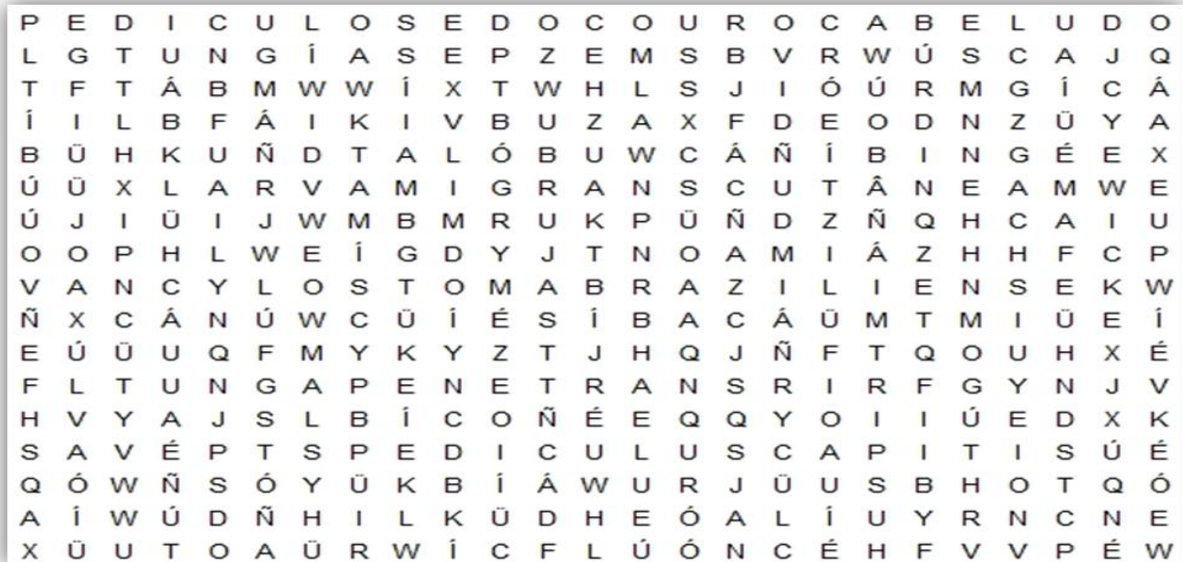 P E D I C U L O S E D O C O U R O C A B E L U D O
L G T U N G Í A S E P Z E M S B V R W Ú S C A J Q
T F T Á B M W W Í X T W H L S J I Ó Ú R M G Í C Á
Í I L B F Á I K I V B U Z A X F D E O D N Z Ü Y A
B Ü H K U Ñ D T A L Ó B U W C Á Ñ Í B I N G É E X
Ú Ü X L A R V A M I G R A N S C U T Â N E A M W E
Ú J I Ü I J W M B M R U K P Ü Ñ D Z Ñ Q H C A I U
O O P H L W E Í G D Y J T N O A M I Á Z H H F C P
V A N C Y L O S T O M A B R A Z I L I E N S E K W
Ñ X C Á N Ú W C Ü Í É S Í B A C Á Ü M T M I Ü E Í
E Ú Ü U Q F M Y K Y Z T J H Q J Ñ F T Q O U H X É
F L T U N G A P E N E T R A N S R I R F G Y N J V
H V Y A J S L B Í C O Ñ É E Q Q Y O I I Ú E D X K
S A V É P T S P E D I C U L U S C A P I T I S Ú É
Q Ó W Ñ S Ó Y Ü K B Í Á W U R J Ü U S B H O T Q Ó
A Í W Ú D Ñ H I L K Ü D H E Ó A L Í U Y R N C N E
X Ü U T O A Ü R W Í C F L Ú Ó N C É H F V V P É W